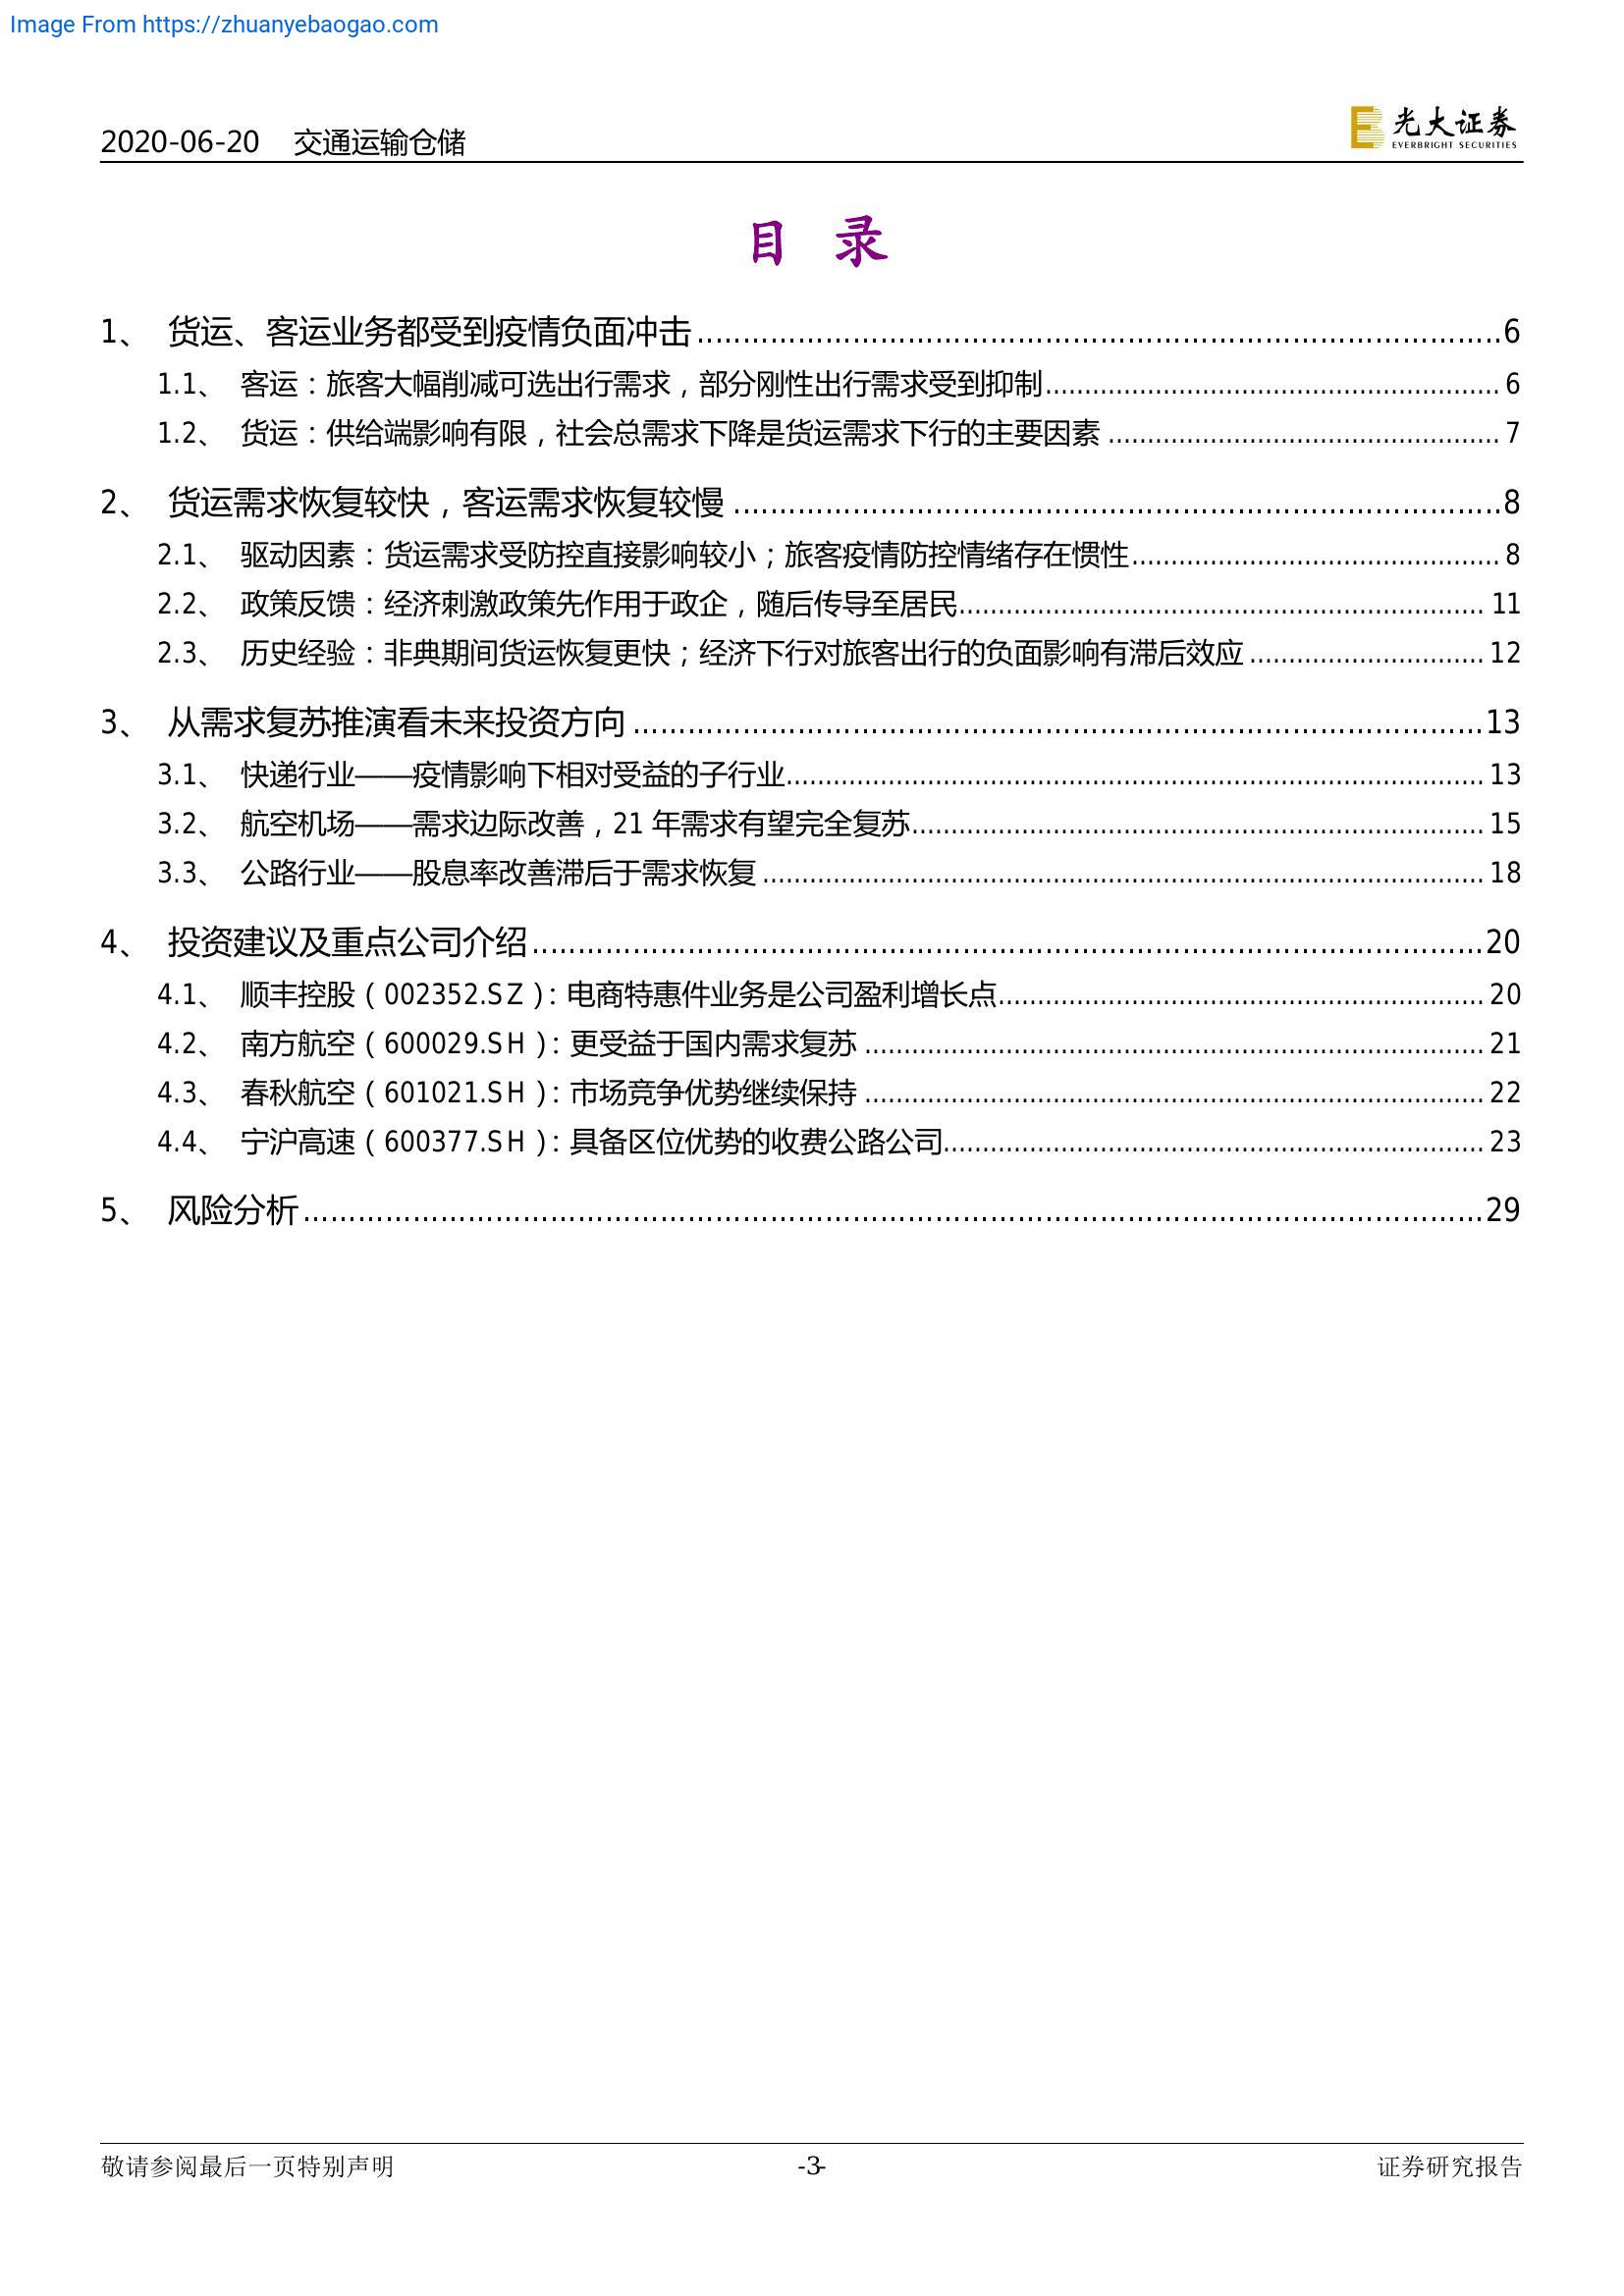 Image From https://zhuanyebaogao.com
2020-06-20 交通运输仓储
光大证券
EVERBRIGHT SECURITIES
目 录
1、 货运、客运业务都受到疫情负面冲击 6
1.1、 客运：旅客大幅削减可选出行需求，部分刚性出行需求受到抑制 6
1.2、 货运：供给端影响有限，社会总需求下降是货运需求下行的主要因素 7
2、 货运需求恢复较快，客运需求恢复较慢 8
2.1、 驱动因素：货运需求受防控直接影响较小；旅客疫情防控情绪存在惯性 8
2.2、 政策反馈：经济刺激政策先作用于政企，随后传导至居民 11
2.3、 历史经验：非典期间货运恢复更快；经济下行对旅客出行的负面影响有滞后效应 12
3、 从需求复苏推演看未来投资方向 13
3.1、 快递行业——疫情影响下相对受益的子行业 13
3.2、 航空机场——需求边际改善，21 年需求有望完全复苏 15
3.3、 公路行业——股息率改善滞后于需求恢复 18
4、 投资建议及重点公司介绍 20
4.1、 顺丰控股（002352.SZ）：电商特惠件业务是公司盈利增长点 20
4.2、 南方航空（600029.SH）：更受益于国内需求复苏 21
4.3、 春秋航空（601021.SH）：市场竞争优势继续保持 22
4.4、 宁沪高速（600377.SH）：具备区位优势的收费公路公司 23
5、 风险分析 29
敬请参阅最后一页特别声明 -3- 证券研究报告